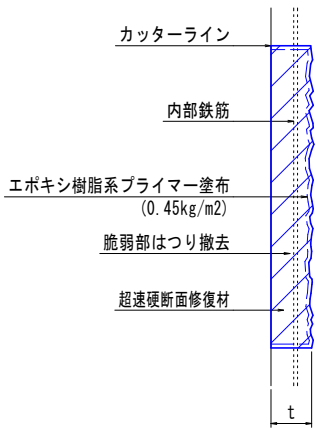 カッターライン
内部鉄筋
エポキシ樹脂系プライマー塗布
(0.45kg/m2)
脆弱部はつり撤去
超速硬断面修復材
t